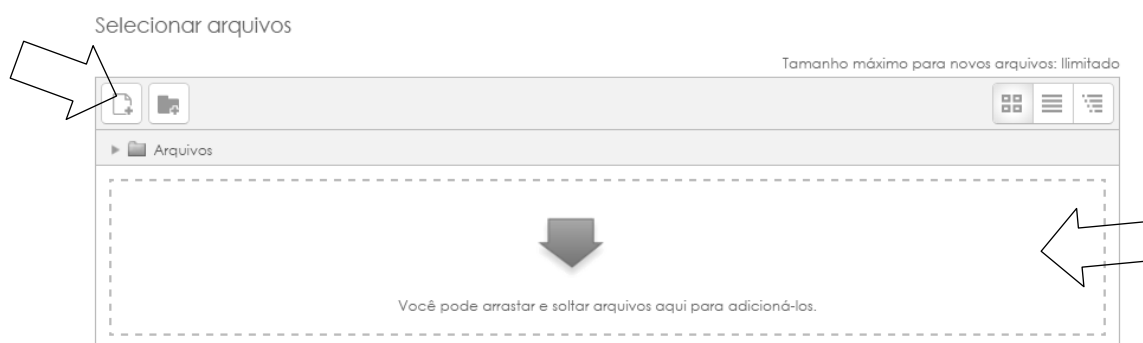 Selecionar arquivos
Tamanho máximo para novos arquivos: Ilimitado
Arquivos
Você pode arrastar e soltar arquivos aqui para adicioná-los.